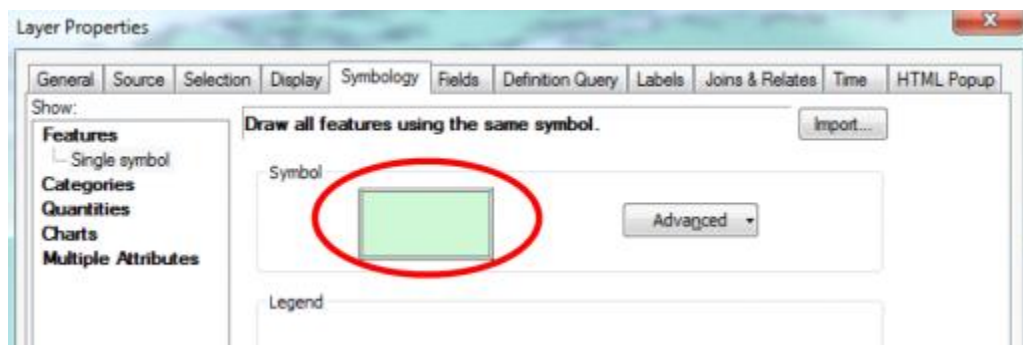 Layer Properties
General Source Selection Display Symbology Fields Definition Query Labels Joins & Relates Time HTML Popup
Show:
Features
Single symbol
Categories
Quantities
Charts
Multiple Attributes
Draw all features using the same symbol.
Import...
Symbol
Advanced
Legend